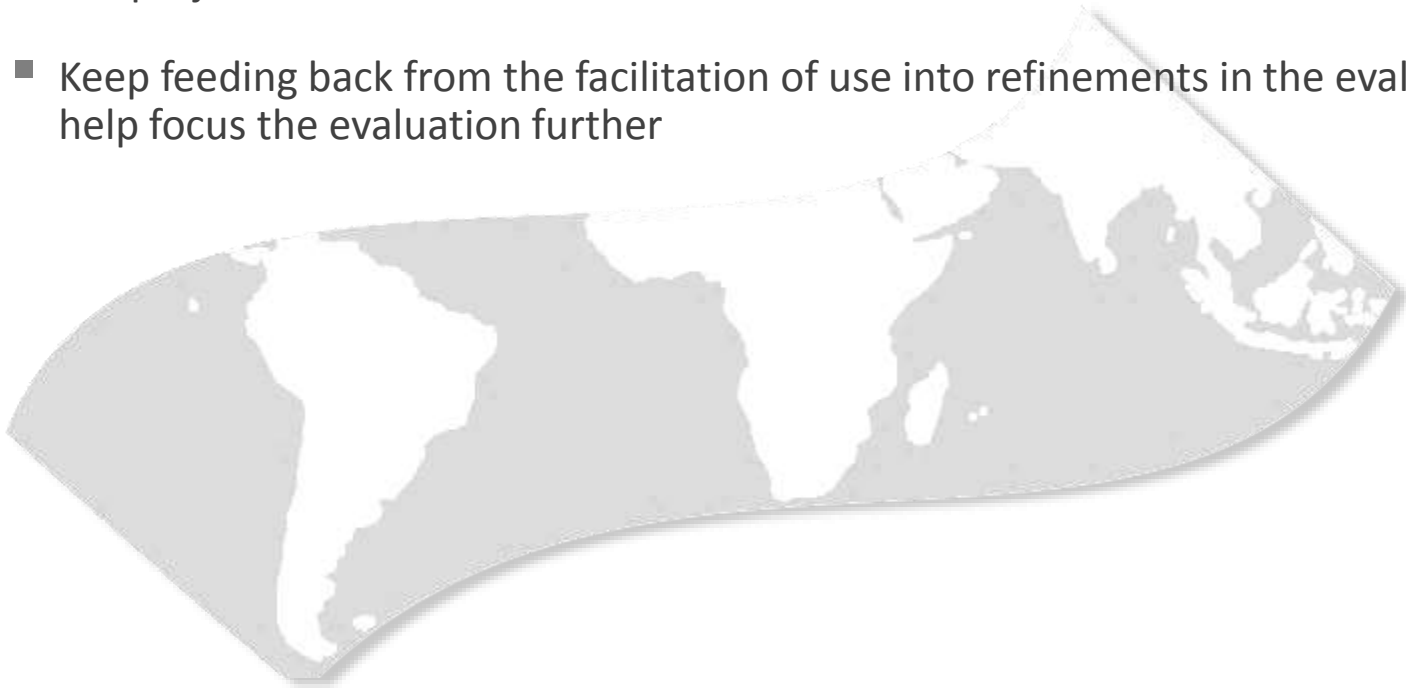 Keep feeding back from the facilitation of use into refinements in the eval
help focus the evaluation further